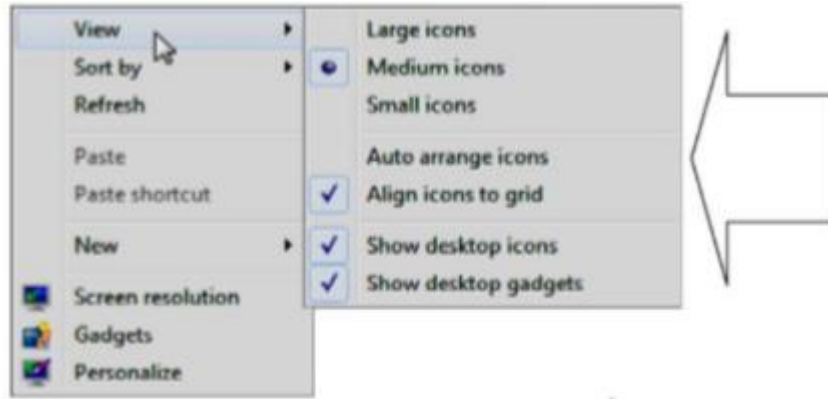 View
Sort by
Refresh
Paste
Paste shortcut
New
Screen resolution
Gadgets
Personalize
Large icons
Medium icons
Small icons
Auto arrange icons
Align icons to grid
Show desktop icons
Show desktop gadgets